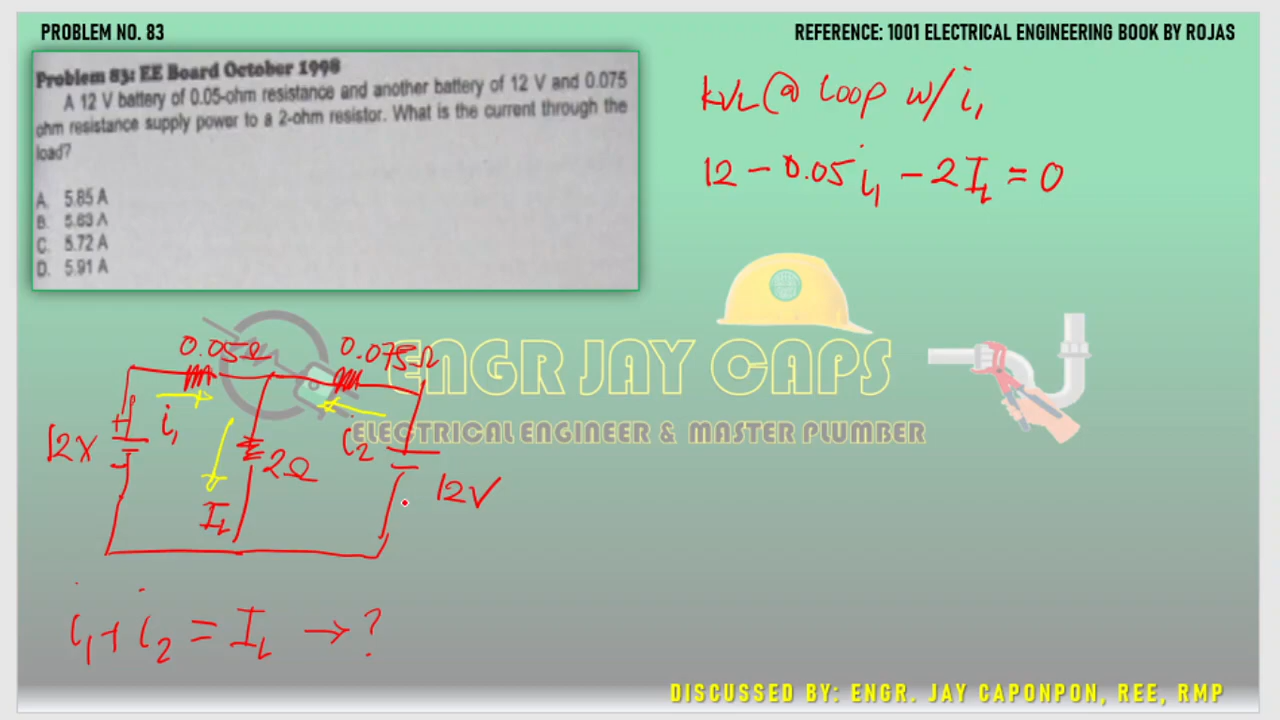 PROBLEM NO. 83
REFERENCE: 1001 ELECTRICAL ENGINEERING BOOK BY ROJAS
Problem 83: EE Board October 1998
A 12 V battery of 0.05-ohm resistance and another battery of 12 V and 0.075
ohm resistance supply power to a 2-ohm resistor. What is the current through the
load?
A. 5.85 A
B. 5.63 A
C. 5.72 A
D. 5.91 A
KVL @ Loop w/ i₁
12 - 0.05 i₁ - 2 I_L = 0
0.05Ω
0.075Ω
ENGR JAY CAPS
ELECTRICAL ENGINEER & MASTER PLUMBER
+
12V
i₁
2Ω
i₂
12V
I_L
i₁ + i₂ = I_L → ?
DISCUSSED BY: ENGR. JAY CAPONPON, REE, RMP